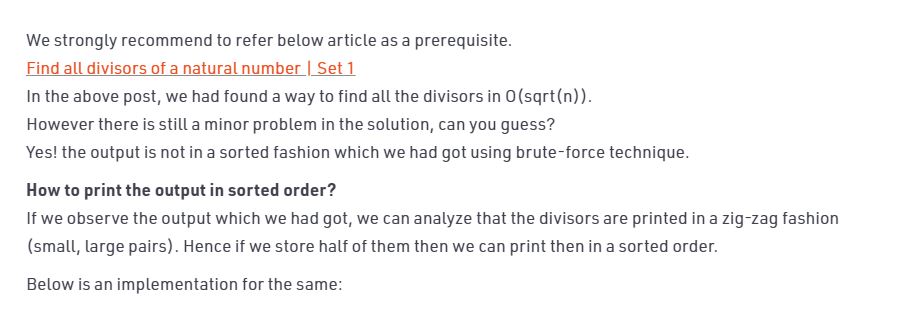 We strongly recommend to refer below article as a prerequisite.
Find all divisors of a natural number | Set 1
In the above post, we had found a way to find all the divisors in O(sqrt(n)).
However there is still a minor problem in the solution, can you guess?
Yes! the output is not in a sorted fashion which we had got using brute-force technique.
How to print the output in sorted order?
If we observe the output which we had got, we can analyze that the divisors are printed in a zig-zag fashion
(small, large pairs). Hence if we store half of them then we can print then in a sorted order.
Below is an implementation for the same: